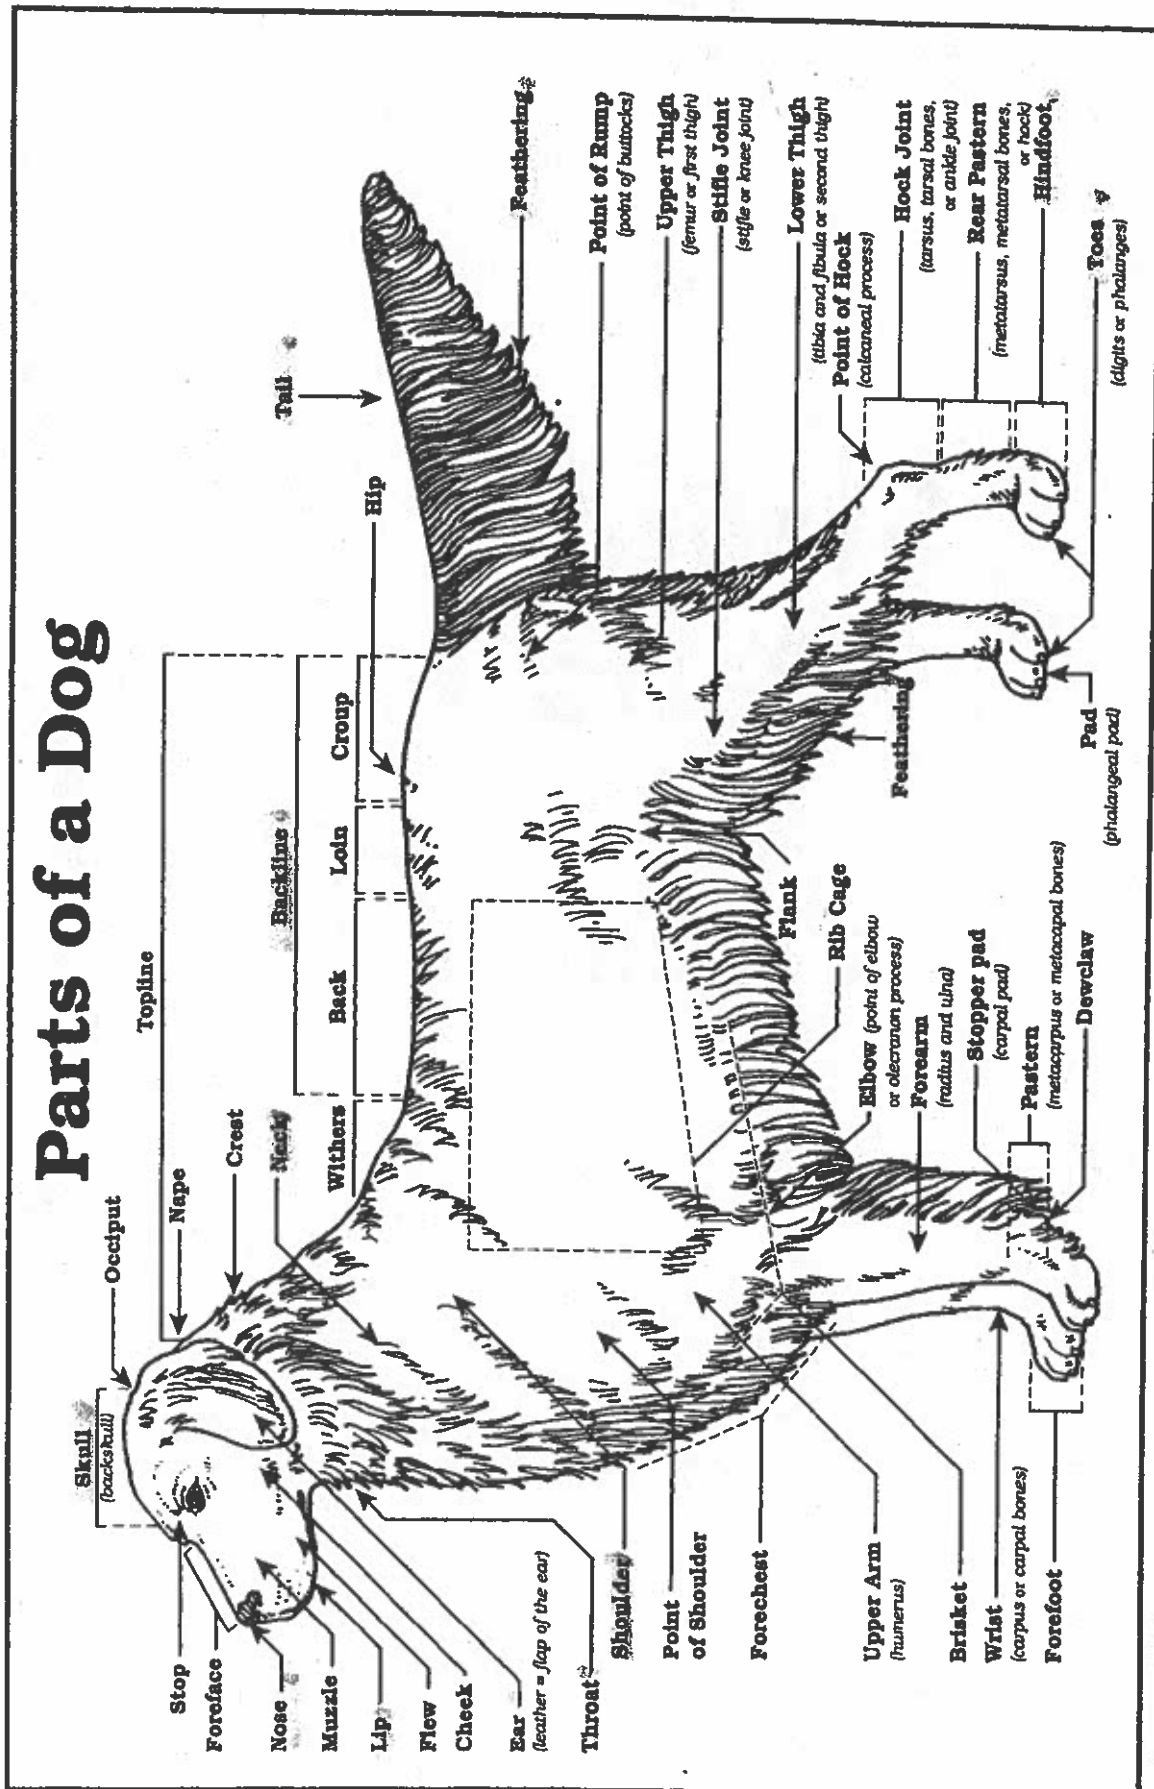 Parts of a Dog
Topline
Backline
Skull
(backskull)
Occiput
Nape
Crest
Neck
Withers
Back
Loin
Croup
Hip
Tail
Feathering
Stop
Foreface
Nose
Muzzle
Lip
Flew
Cheek
Ear
(leather = flap of the ear)
Throat
Shoulder
Point
of Shoulder
Forechest
Upper Arm
(humerus)
Brisket
Wrist
(carpus or carpal bones)
Forefoot
Flank
Rib Cage
Elbow (point of elbow
or olecranon process)
Forearm
(radius and ulna)
Stopper pad
(carpal pad)
Pastern
(metacarpus or metacapal bones)
Dewclaw
Feathering
Pad
(phalangeal pad)
Point of Rump
(point of buttocks)
Upper Thigh
(femur or first thigh)
Stifle Joint
(stifle or knee joint)
Lower Thigh
(tibia and fibula or second thigh)
Point of Hock
(calcaneal process)
Hock Joint
(tarsus, tarsal bones,
or ankle joint)
Rear Pastern
(metatarsus, metatarsal bones,
or hock)
Hindfoot
Toes
(digits or phalanges)